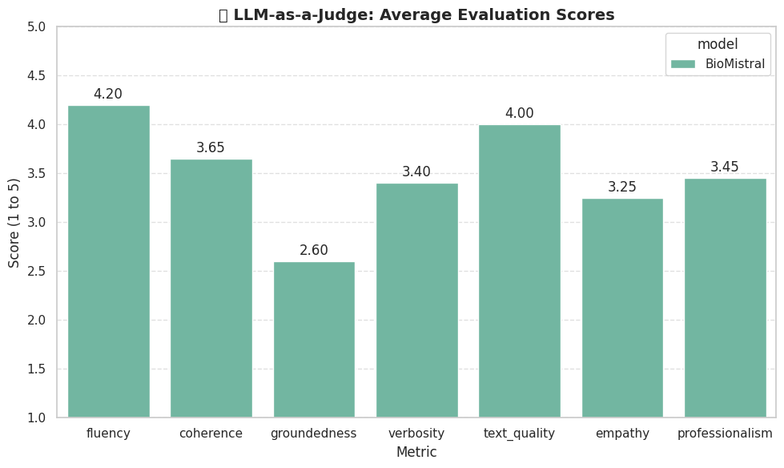 LLM-as-a-Judge: Average Evaluation Scores
5.0
4.5
4.0
3.5
3.0
2.5
2.0
1.5
1.0
Score (1 to 5)
model
BioMistral
4.20
3.65
2.60
3.40
4.00
3.25
3.45
fluency
coherence
groundedness
verbosity
text_quality
empathy
professionalism
Metric